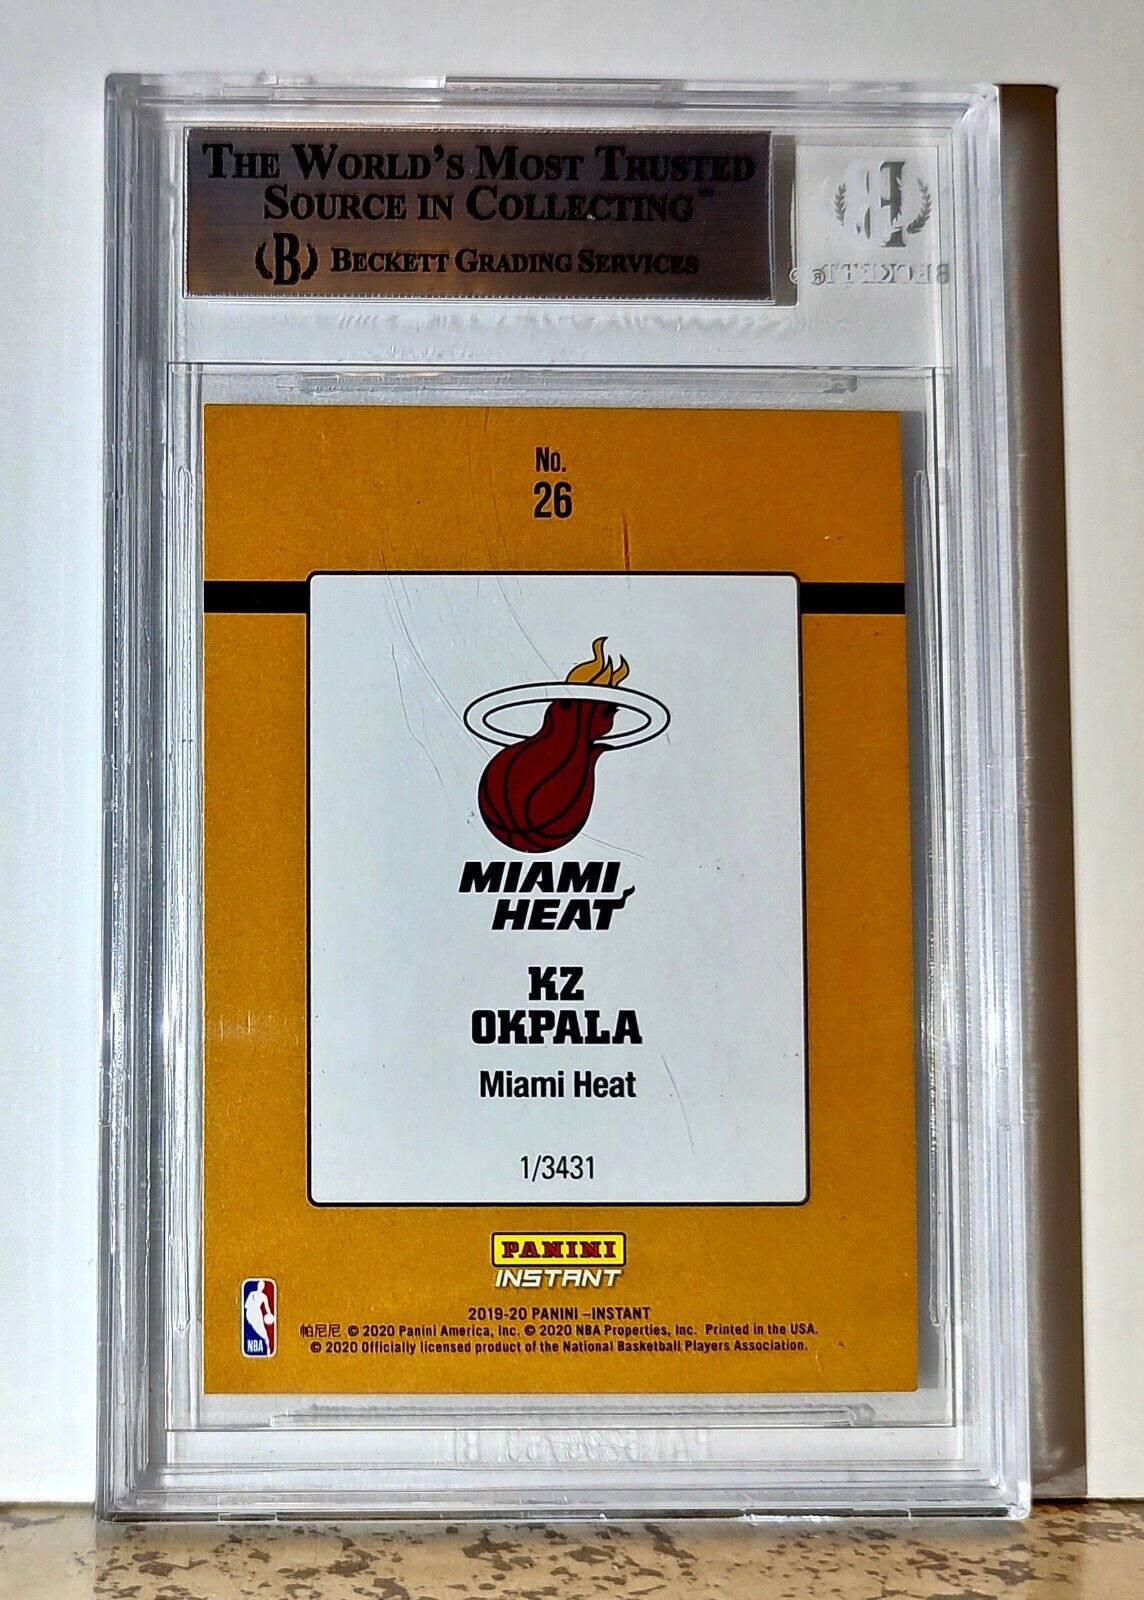 THE WORLD'S MOST TRUSTED
SOURCE IN COLLECTING™
(B) BECKETT GRADING SERVICES
BECKETT
No.
26
MIAMI
HEAT
KZ
OKPALA
Miami Heat
1/3431
PANINI
INSTANT
NBA
2019-20 PANINI –INSTANT
帕尼尼 © 2020 Panini America, Inc. © 2020 NBA Properties, Inc. Printed in the USA.
© 2020 Officially licensed product of the National Basketball Players Association.